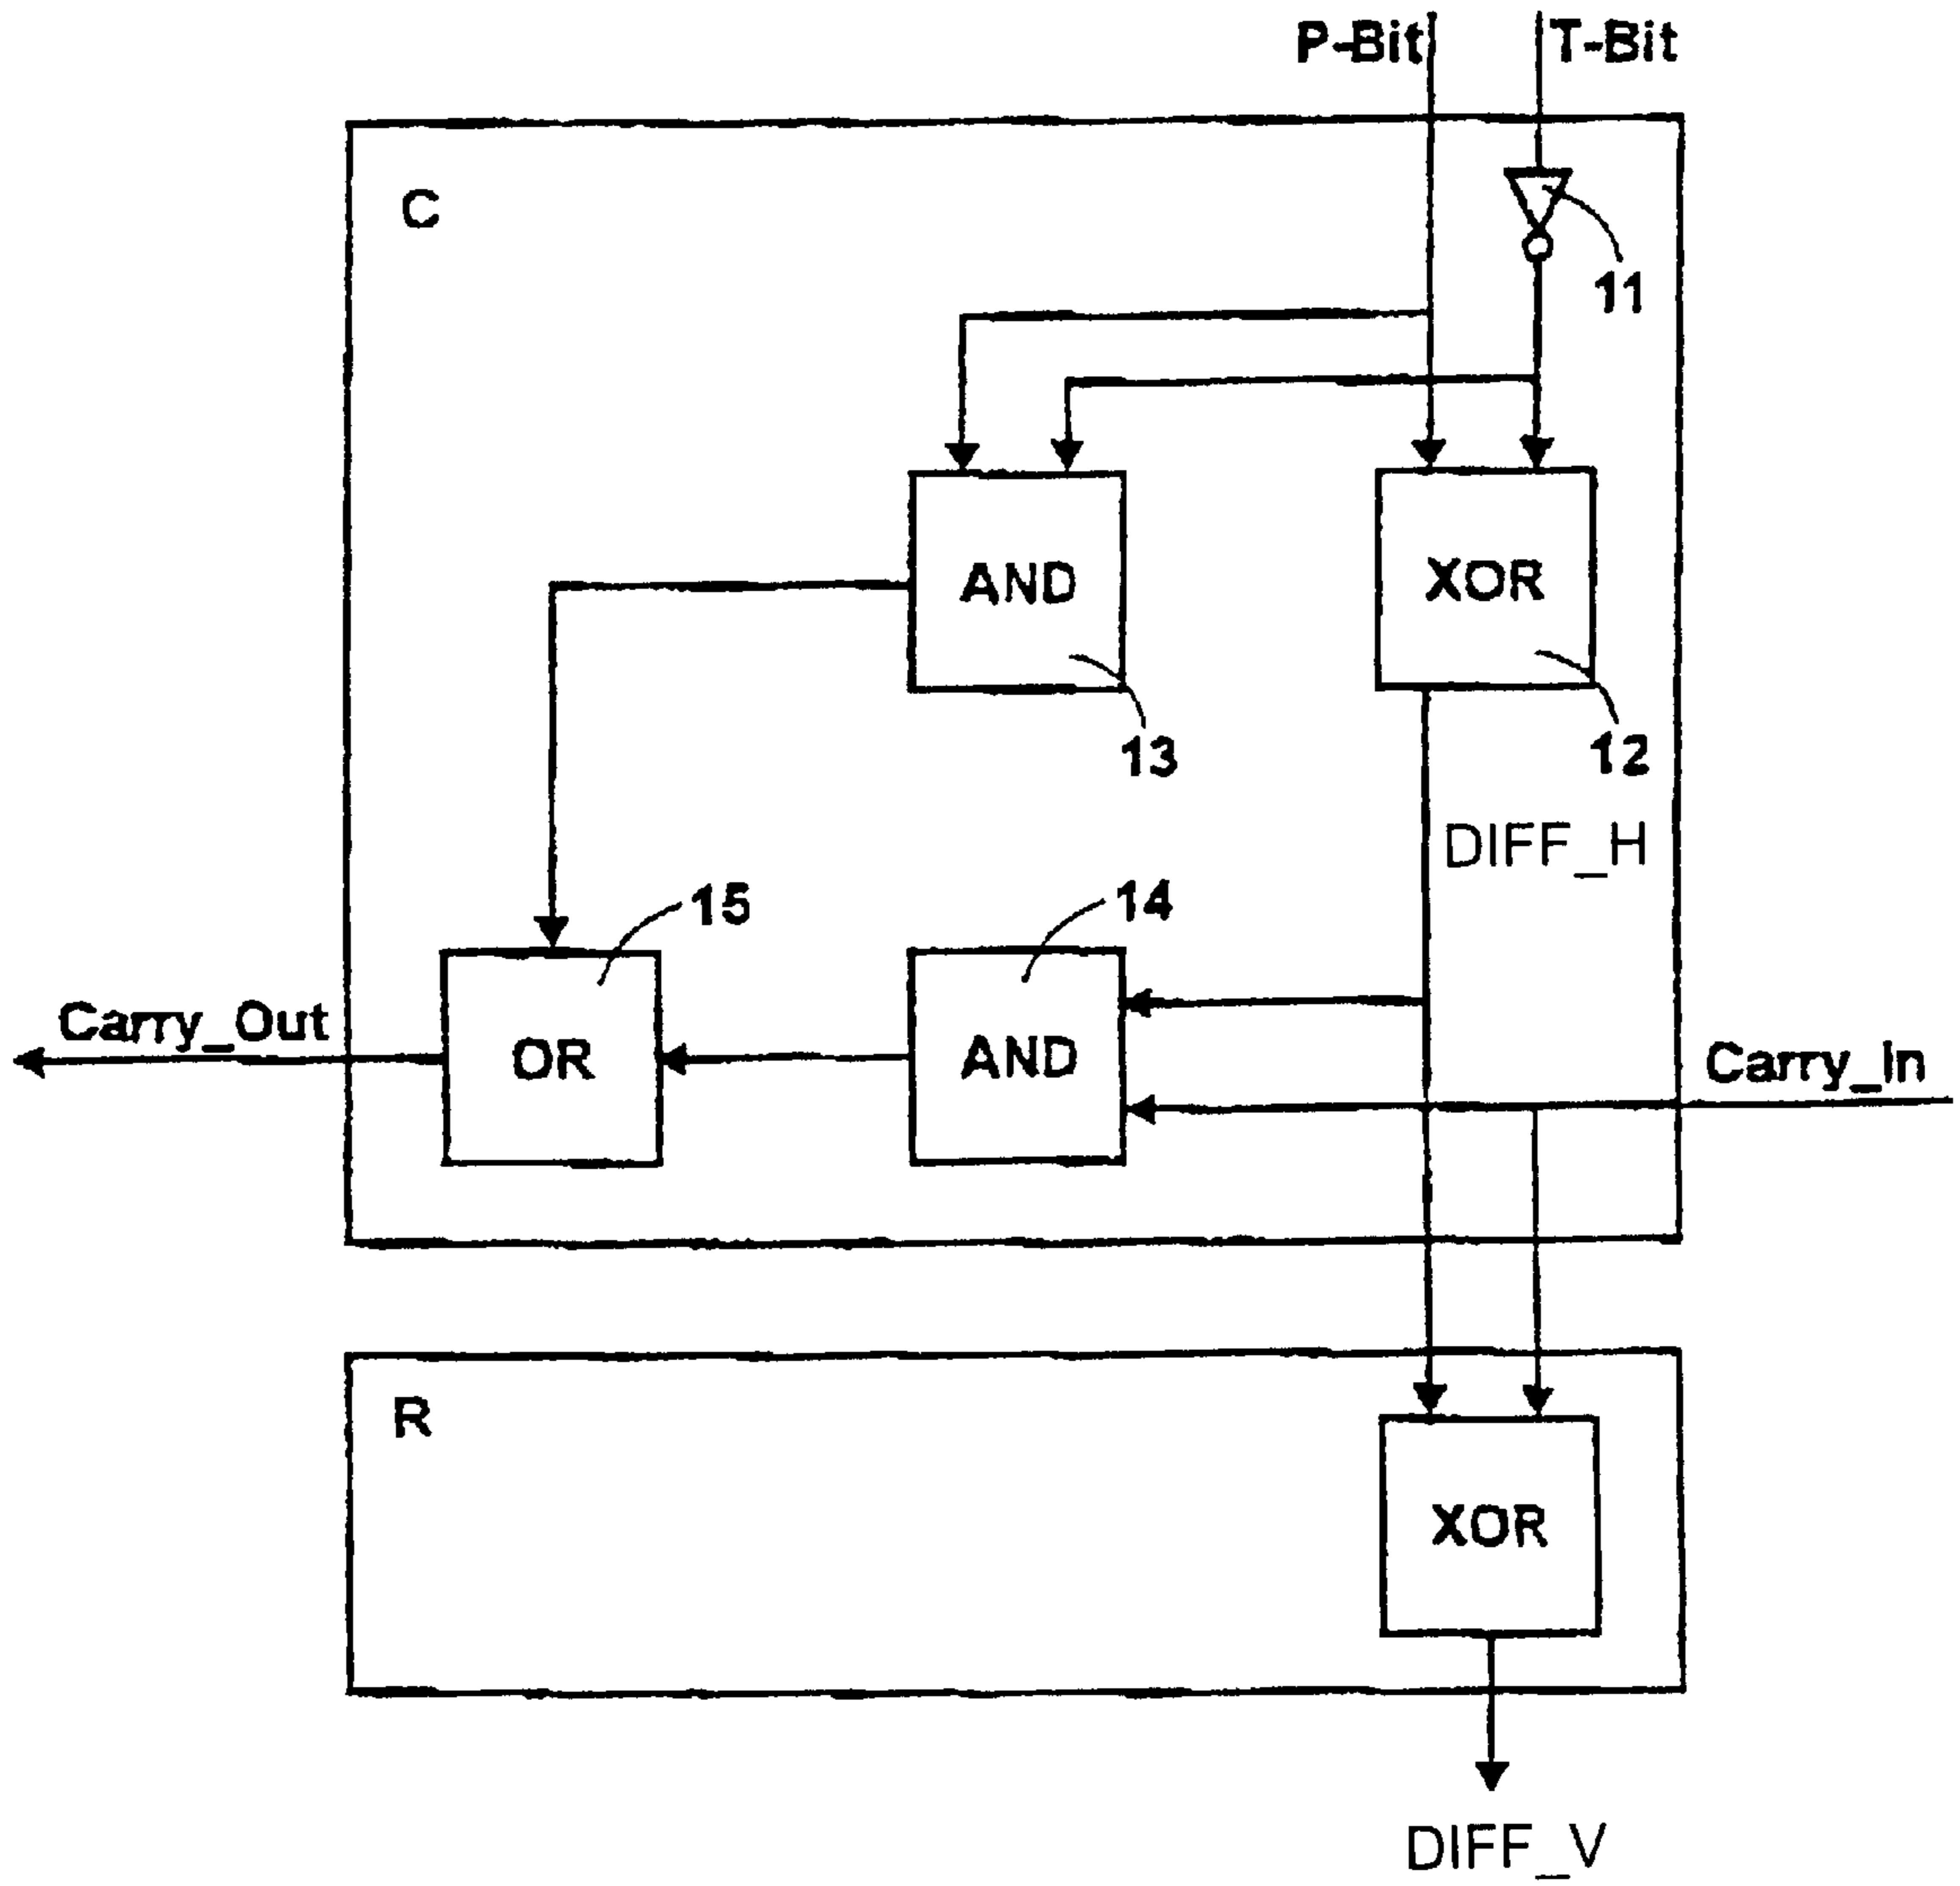 P-Bit
T-Bit
C
11
AND
XOR
13
12
DIFF_H
15
14
Carry_Out
OR
AND
Carry_In
R
XOR
DIFF_V